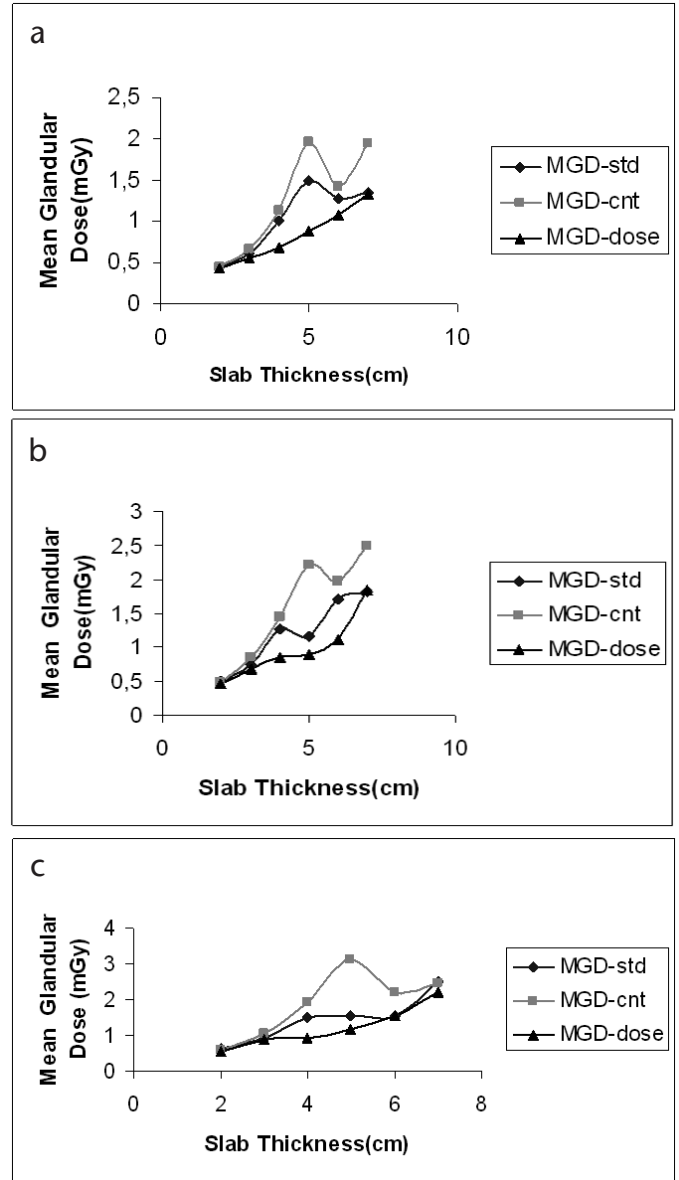 a
Mean Glandular
Dose(mGy)
2,5
2
1,5
1
0,5
0
0 5 10
Slab Thickness(cm)
MGD-std
MGD-cnt
MGD-dose
b
Mean Glandular
Dose(mGy)
3
2,5
2
1,5
1
0,5
0
0 5 10
Slab Thickness(cm)
MGD-std
MGD-cnt
MGD-dose
c
Mean Glandular
Dose (mGy)
4
3
2
1
0
0 2 4 6 8
Slab Thickness(cm)
MGD-std
MGD-cnt
MGD-dose